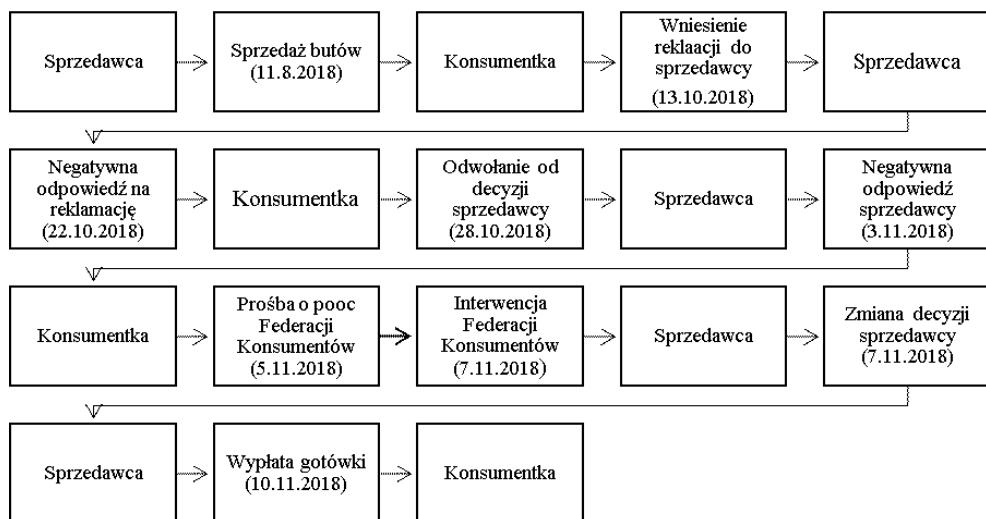 Sprzedawca
Sprzedaż butów
(11.8.2018)
Konsumentka
Wniesienie
reklaacji do
sprzedawcy
(13.10.2018)
Sprzedawca
Negatywna
odpowiedź na
reklamację
(22.10.2018)
Konsumentka
Odwołanie od
decyzji
sprzedawcy
(28.10.2018)
Sprzedawca
Negatywna
odpowiedź
sprzedawcy
(3.11.2018)
Konsumentka
Prośba o pooc
Federacji
Konsumentów
(5.11.2018)
Interwencja
Federacji
Konsumentów
(7.11.2018)
Sprzedawca
Zmiana decyzji
sprzedawcy
(7.11.2018)
Sprzedawca
Wypłata gotówki
(10.11.2018)
Konsumentka